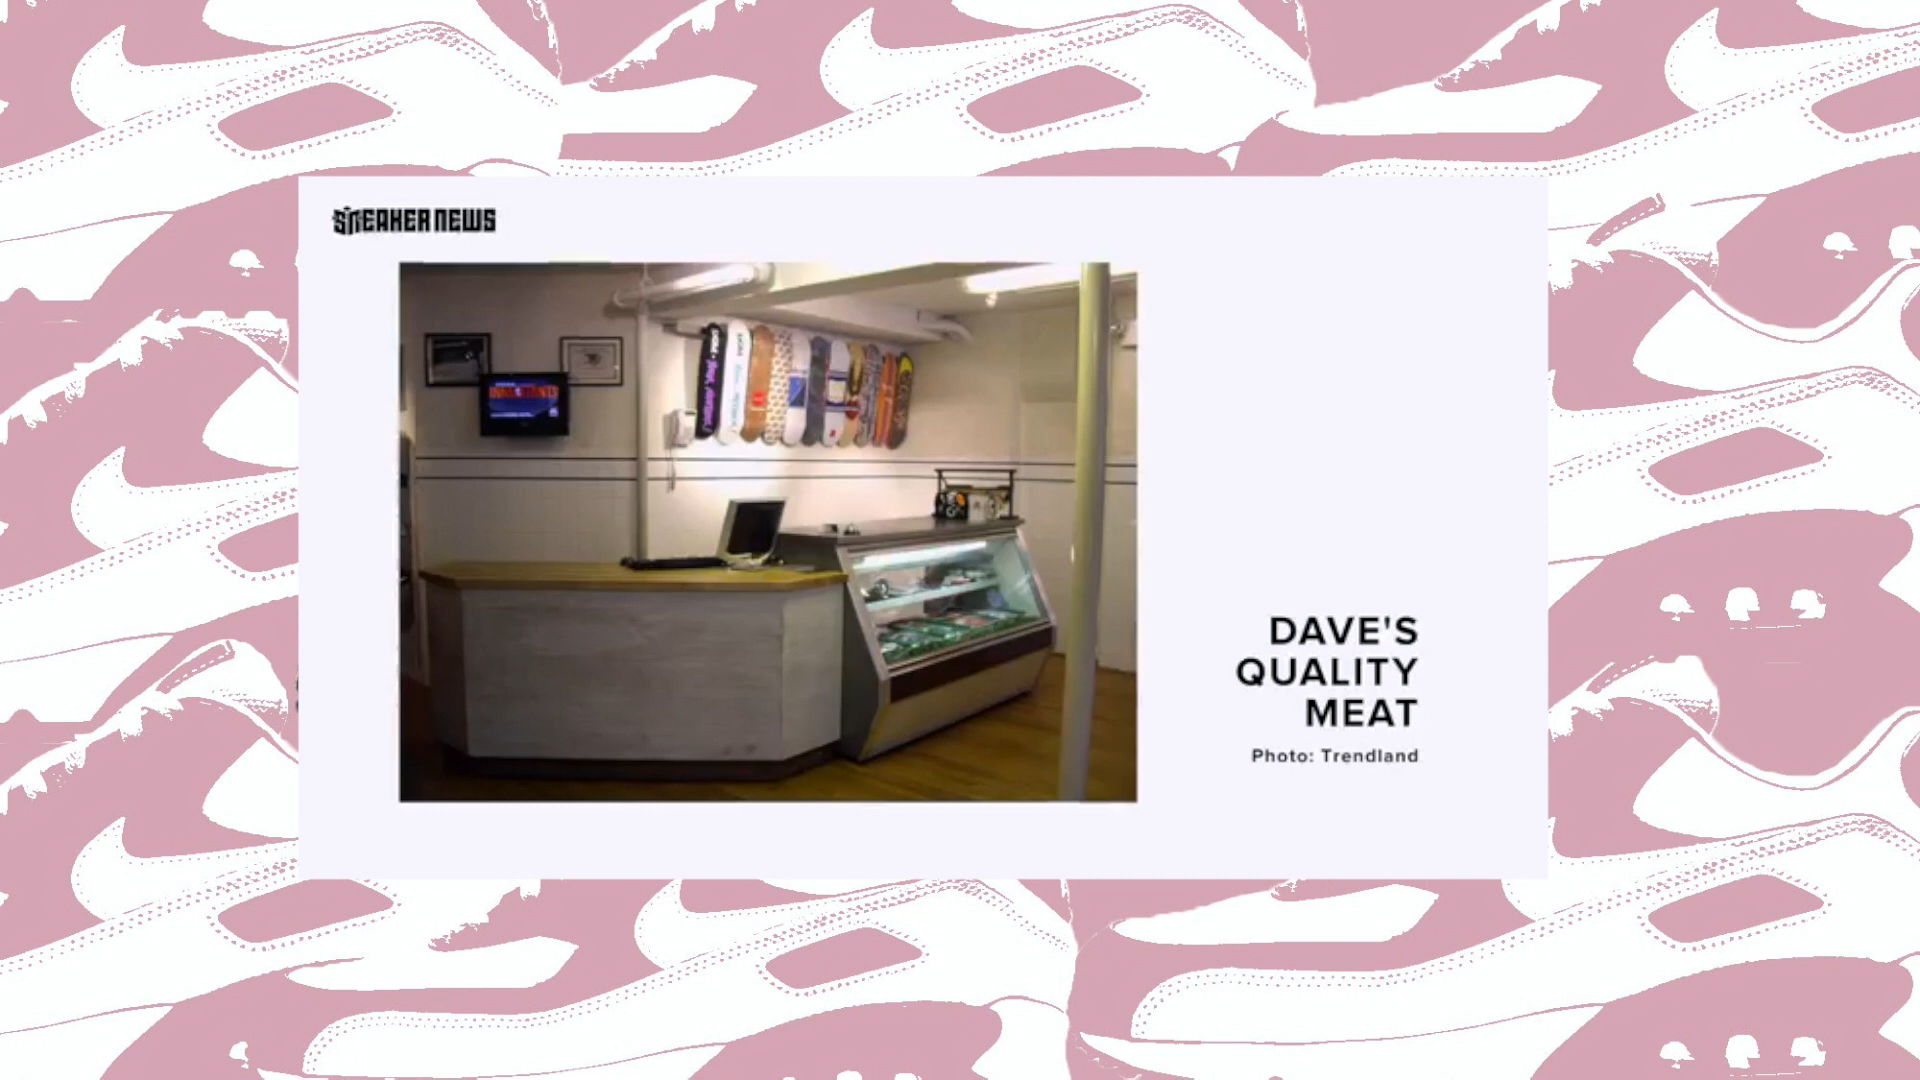 SNEAKER NEWS
DAVE'S
QUALITY
MEAT
Photo: Trendland